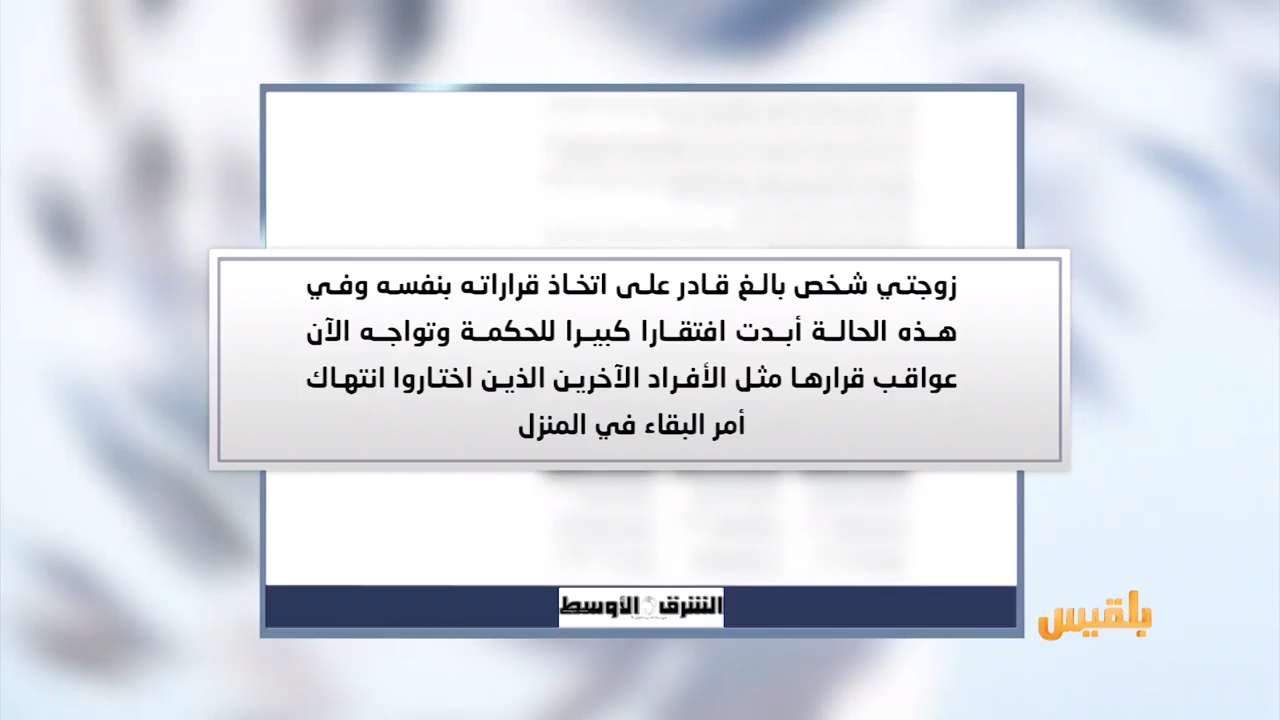 زوجتي شخص بالغ قادر على اتخاذ قراراته بنفسه وفي
هذه الحالة أبدت افتقارا كبيرا للحكمة وتواجه الآن
عواقب قرارها مثل الأفراد الآخرين الذين اختاروا انتهاك
أمر البقاء في المنزل
الشرق الأوسط
بلقيس